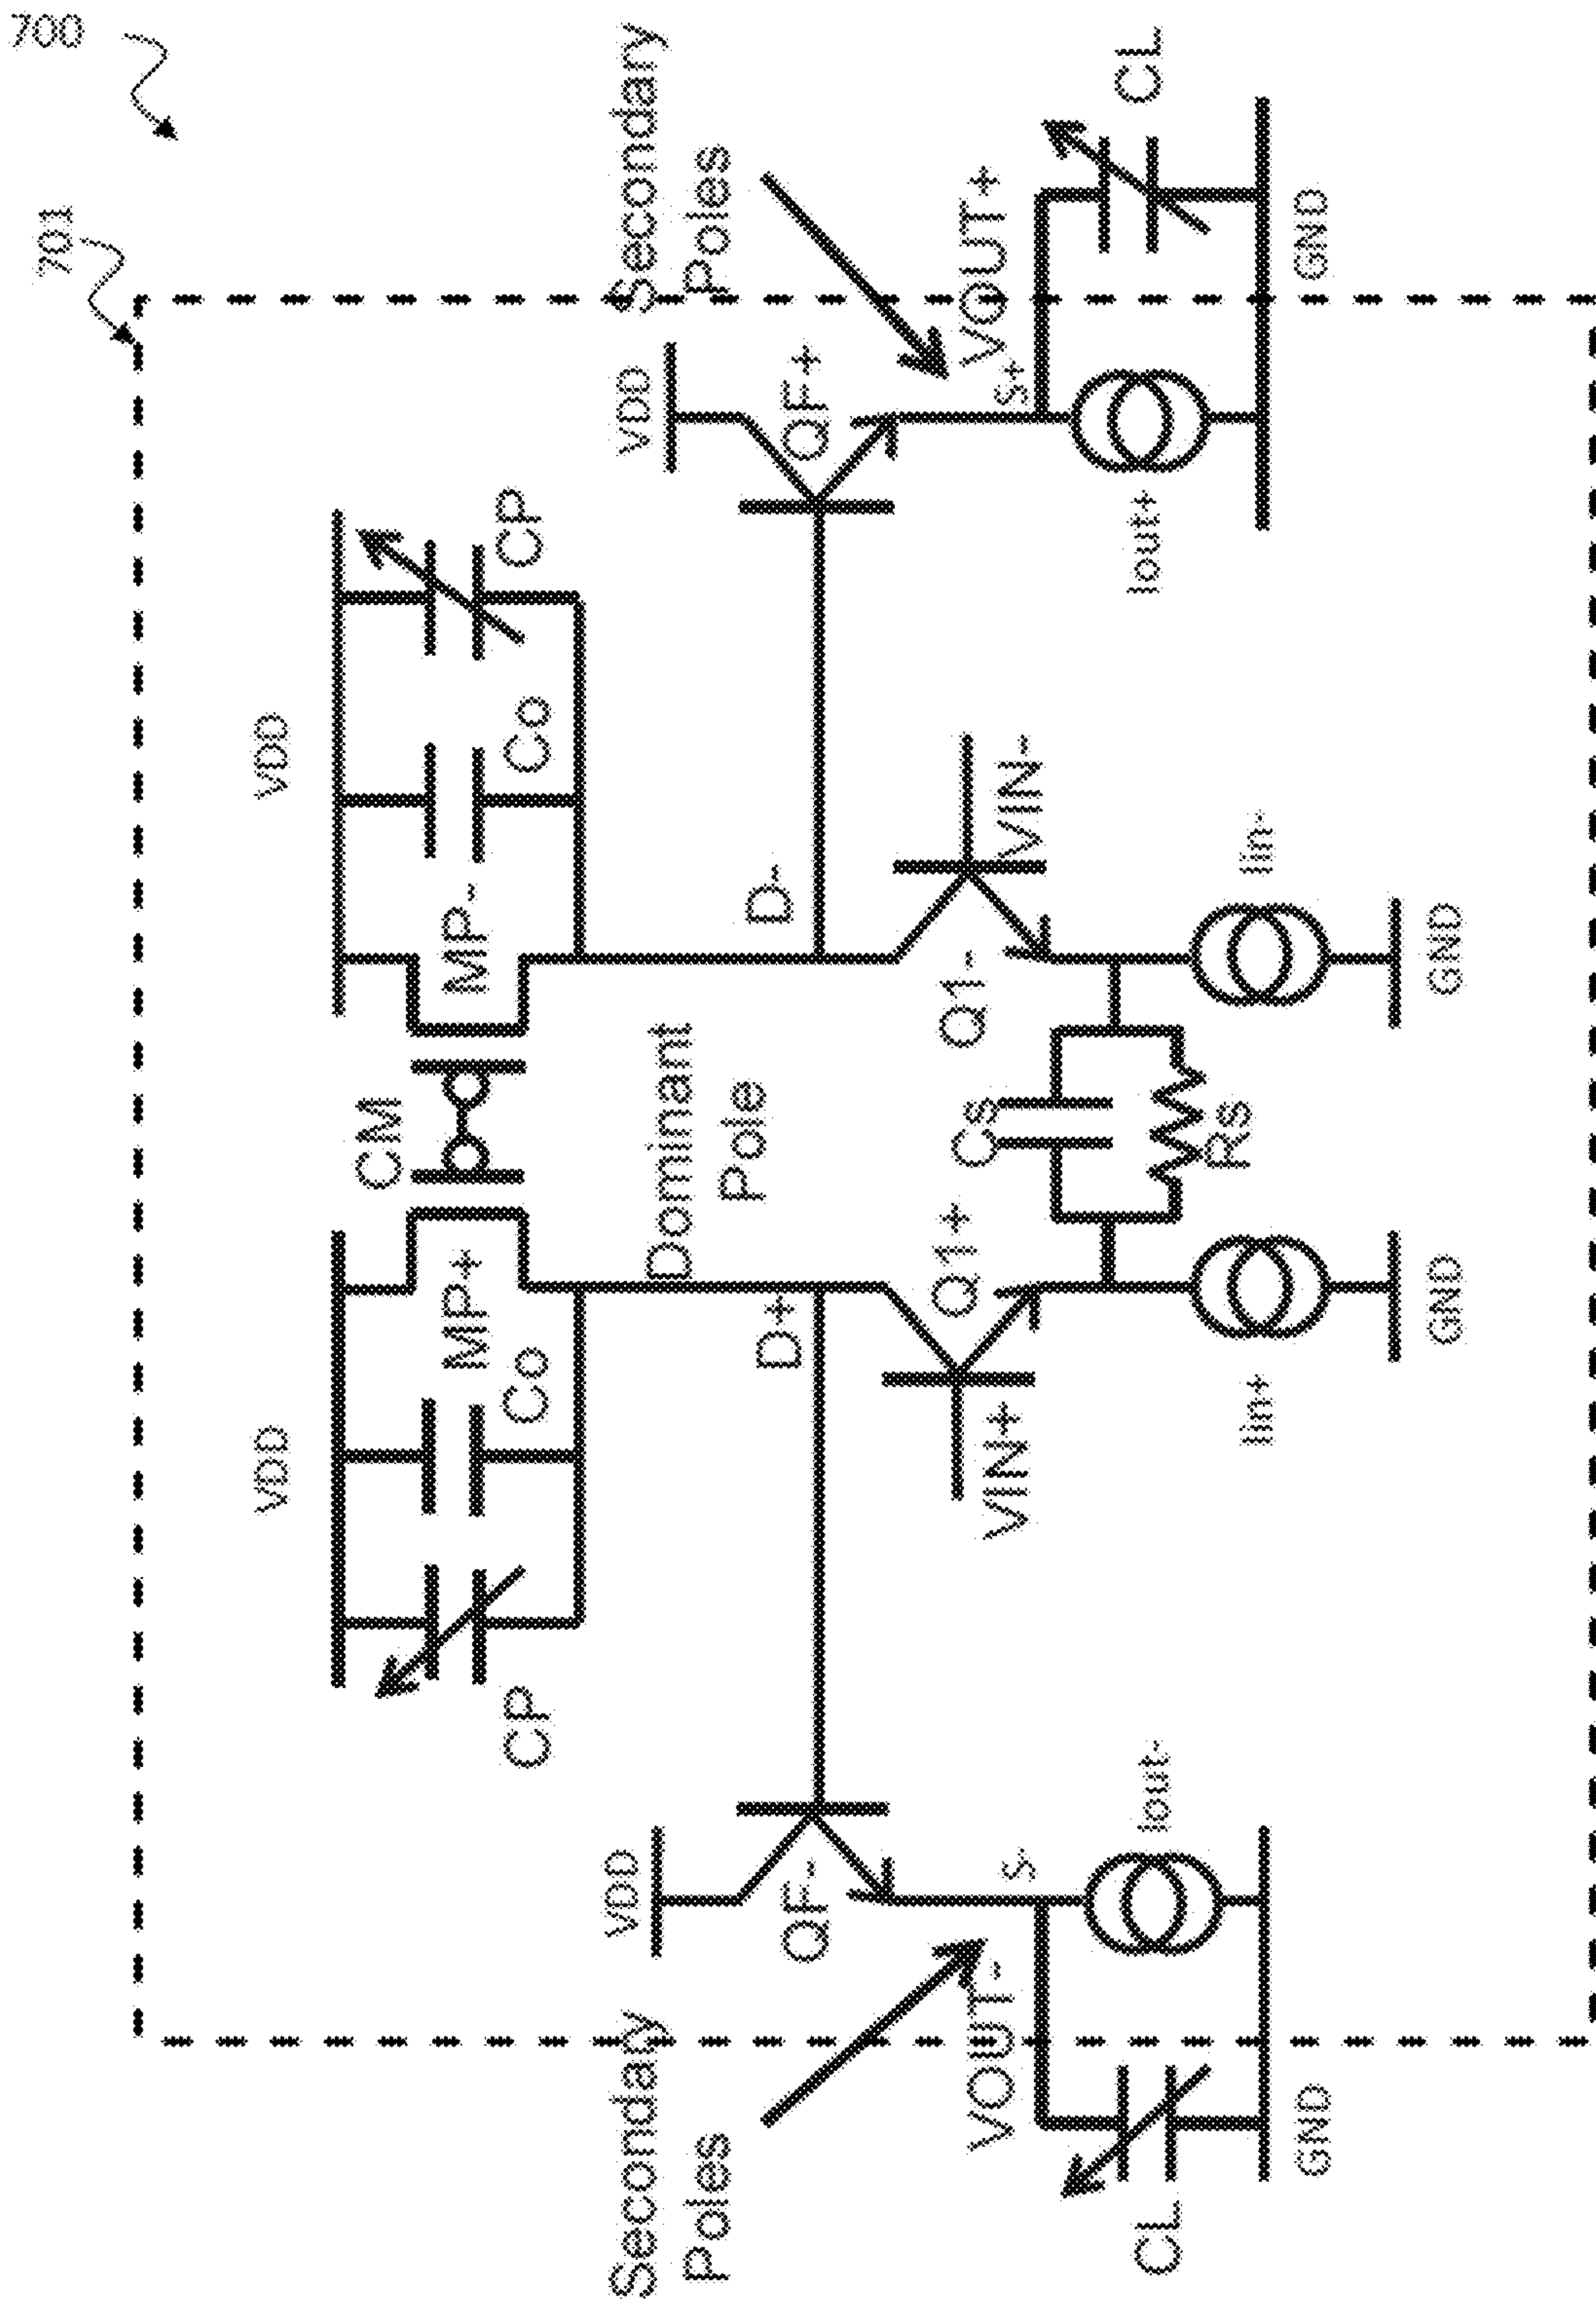 700
701
VDD
VDD
CP
Co
MP+
CM
MP-
Co
CP
Secondary
Poles
VDD
QF-
Dominant
Pole
D+
D-
VDD
QF+
Secondary
Poles
VOUT-
S-
VIN+
Q1+
Cs
Q1-
VIN-
S+
VOUT+
CL
Iout-
Iin+
Rs
Iin-
Iout+
CL
GND
GND
GND
GND